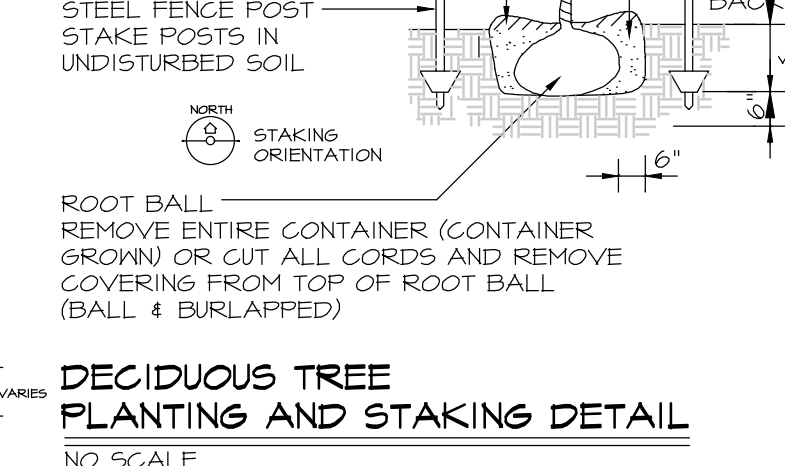 STEEL FENCE POST
STAKE POSTS IN
UNDISTURBED SOIL
6"
NORTH
STAKING
ORIENTATION
6"
ROOT BALL
REMOVE ENTIRE CONTAINER (CONTAINER
GROWN) OR CUT ALL CORDS AND REMOVE
COVERING FROM TOP OF ROOT BALL
(BALL & BURLAPPED)
VARIES
DECIDUOUS TREE
PLANTING AND STAKING DETAIL
NO SCALE